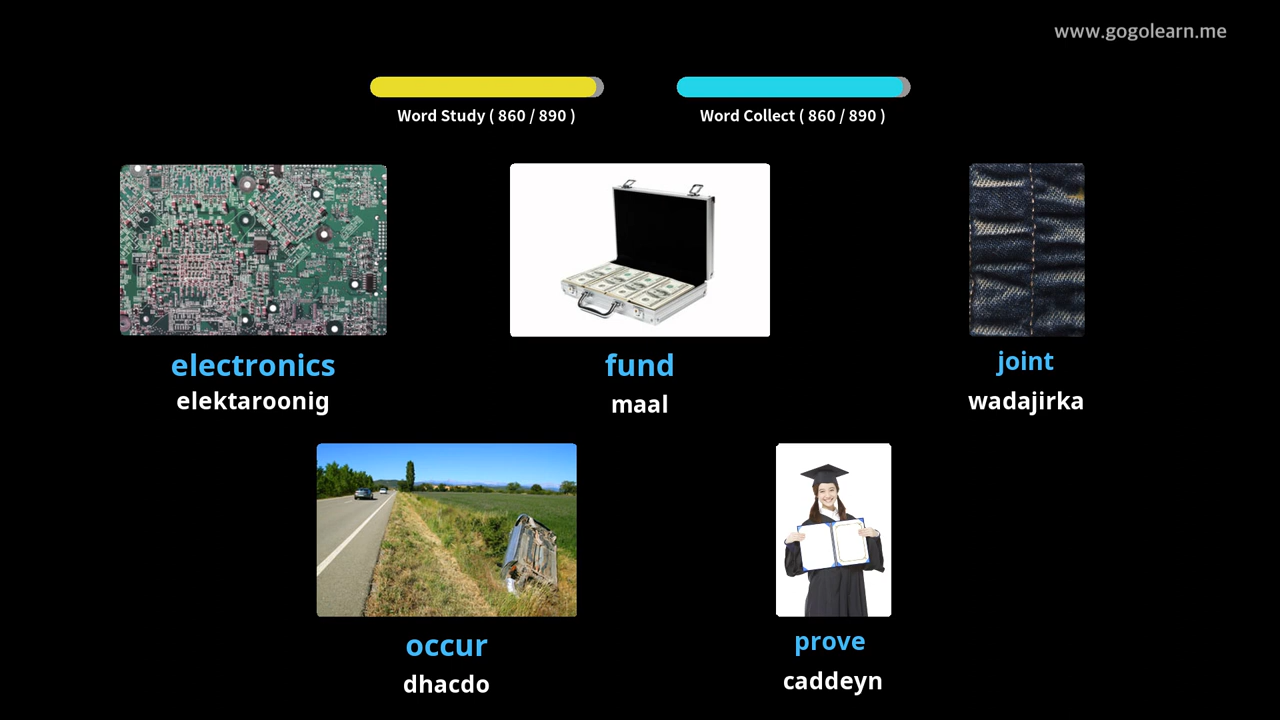 www.gogolearn.me
Word Study ( 860 / 890 )
Word Collect ( 860 / 890 )
electronics
elektaroonig
fund
maal
joint
wadajirka
occur
dhacdo
prove
caddeyn